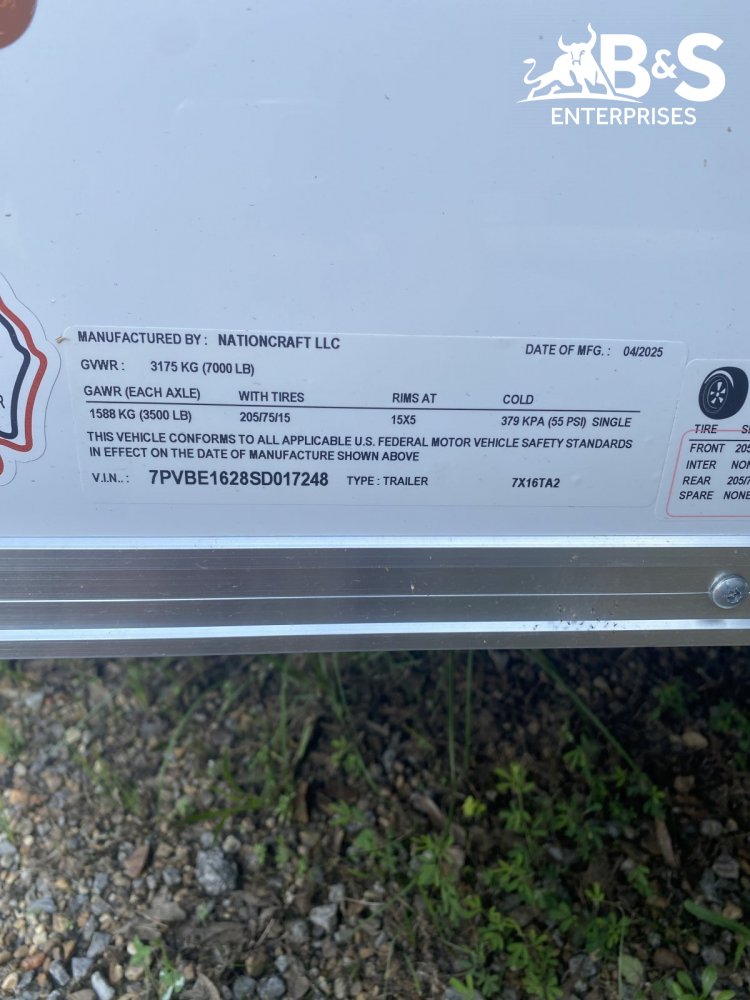 B&S
ENTERPRISES
MANUFACTURED BY : NATIONCRAFT LLC DATE OF MFG. : 04/2025
GVWR : 3175 KG (7000 LB)
GAWR (EACH AXLE) WITH TIRES RIMS AT COLD
1588 KG (3500 LB) 205/75/15 15X5 379 KPA (55 PSI) SINGLE
THIS VEHICLE CONFORMS TO ALL APPLICABLE U.S. FEDERAL MOTOR VEHICLE SAFETY STANDARDS
IN EFFECT ON THE DATE OF MANUFACTURE SHOWN ABOVE
V.I.N.. : 7PVBE1628SD017248 TYPE : TRAILER 7X16TA2
TIRE
FRONT
INTER
REAR
SPARE NONE